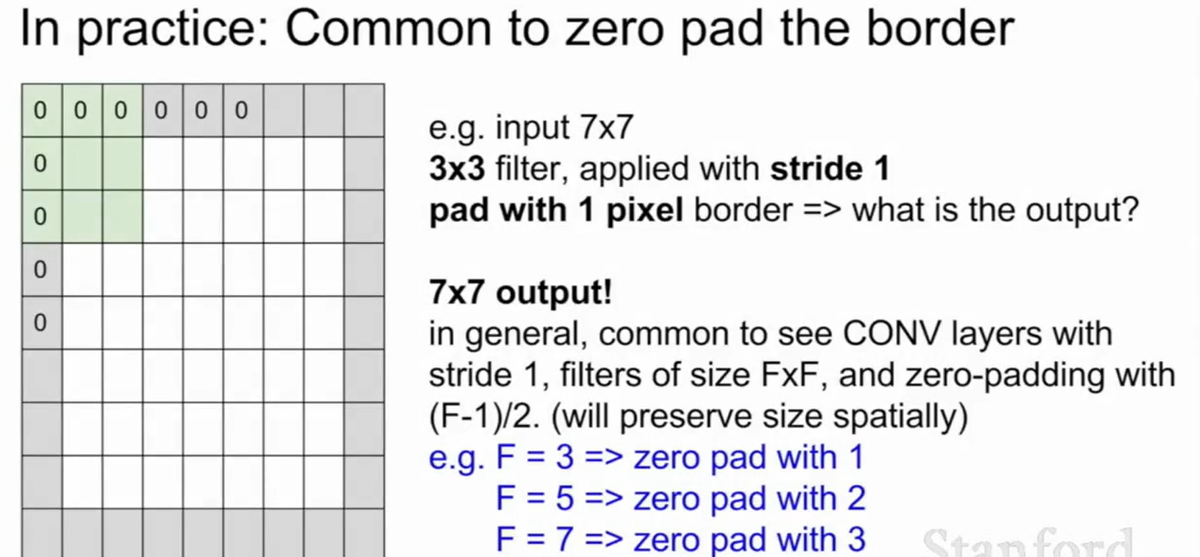 In practice: Common to zero pad the border
0 0 0 0 0 0
0
0
0
0
e.g. input 7x7
3x3 filter, applied with stride 1
pad with 1 pixel border => what is the output?
7x7 output!
in general, common to see CONV layers with
stride 1, filters of size FxF, and zero-padding with
(F-1)/2. (will preserve size spatially)
e.g. F = 3 => zero pad with 1
F = 5 => zero pad with 2
F = 7 => zero pad with 3
Stanford